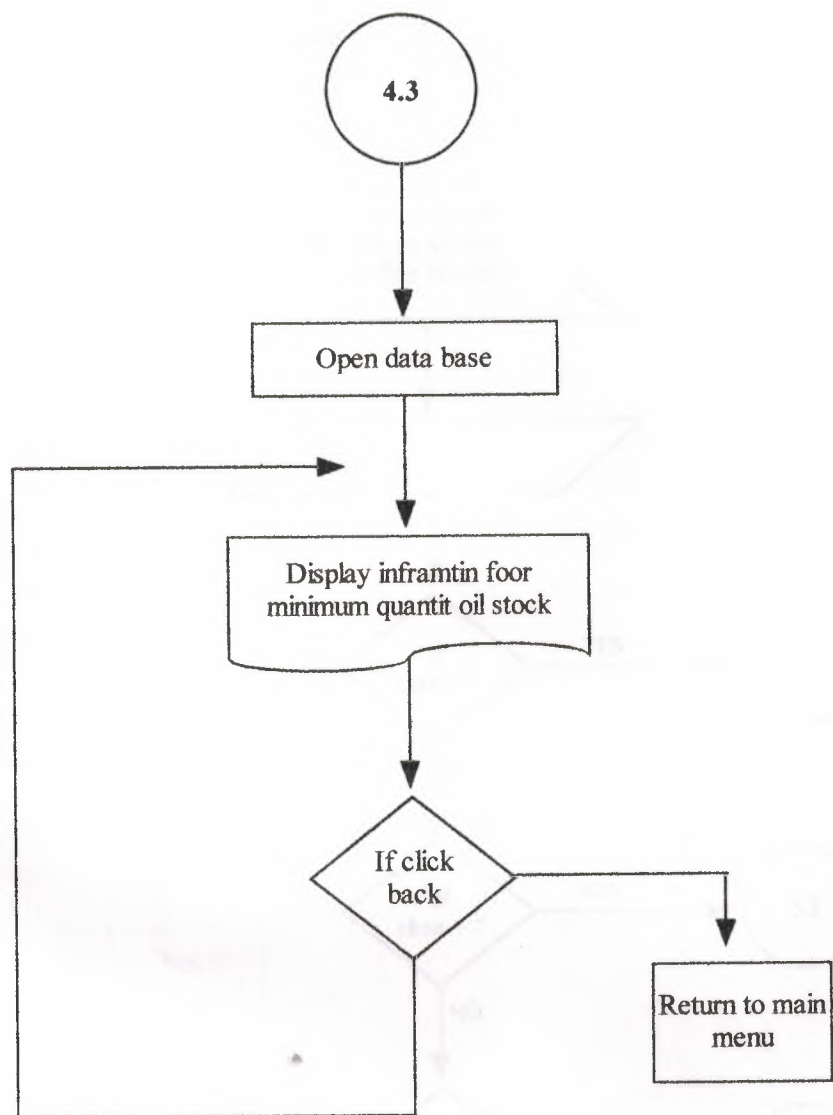 4.3
Open data base
Display inframtin foor
minimum quantit oil stock
If click
back
Return to main
menu